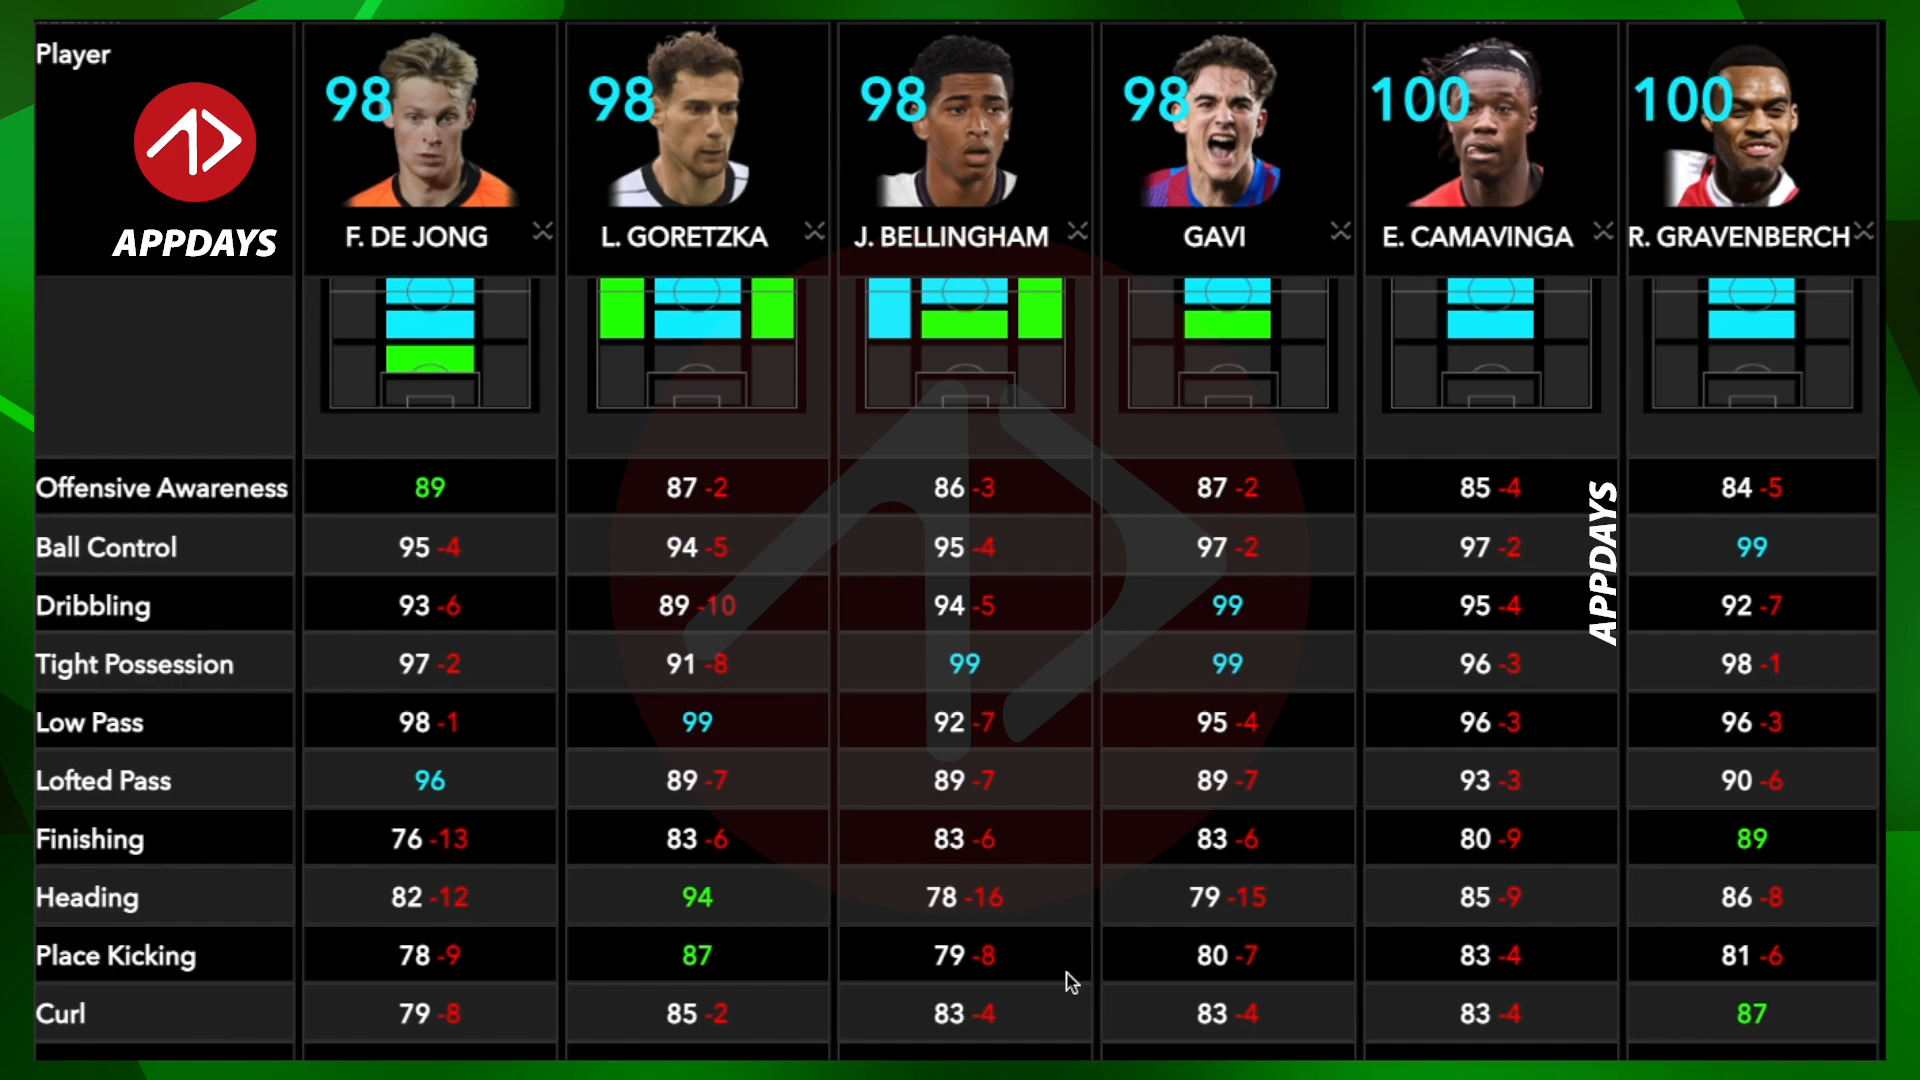 Player
98 98 98 98 100 100
APPDAYS
F. DE JONG L. GORETZKA J. BELLINGHAM GAVI E. CAMAVINGA R. GRAVENBERCH
Offensive Awareness 89 87 -2 86 -3 87 -2 85 -4 84 -5
Ball Control 95 -4 94 -5 95 -4 97 -2 97 -2 99
APPDAYS
Dribbling 93 -6 89 -10 94 -5 99 95 -4 92 -7
Tight Possession 97 -2 91 -8 99 99 96 -3 98 -1
Low Pass 98 -1 99 92 -7 95 -4 96 -3 96 -3
Lofted Pass 96 89 -7 89 -7 89 -7 93 -3 90 -6
Finishing 76 -13 83 -6 83 -6 83 -6 80 -9 89
Heading 82 -12 94 78 -16 79 -15 85 -9 86 -8
Place Kicking 78 -9 87 79 -8 80 -7 83 -4 81 -6
Curl 79 -8 85 -2 83 -4 83 -4 83 -4 87